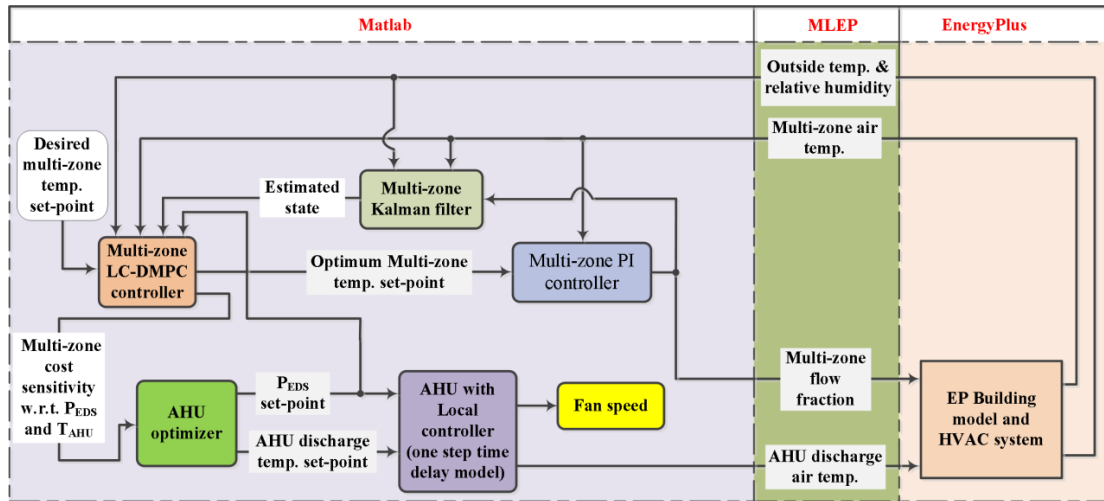 Matlab
MLEP
EnergyPlus
Outside temp. &
relative humidity
Multi-zone air
temp.
Desired
multi-zone
temp.
set-point
Estimated
state
Multi-zone
Kalman filter
Multi-zone
LC-DMPC
controller
Optimum Multi-zone
temp. set-point
Multi-zone PI
controller
Multi-zone
cost
sensitivity
w.r.t. PEDS
and TAHU
AHU
optimizer
PEDS
set-point
AHU discharge
temp. set-point
AHU with
Local
controller
(one step time
delay model)
Fan speed
Multi-zone
flow
fraction
AHU discharge
air temp.
EP Building
model and
HVAC system